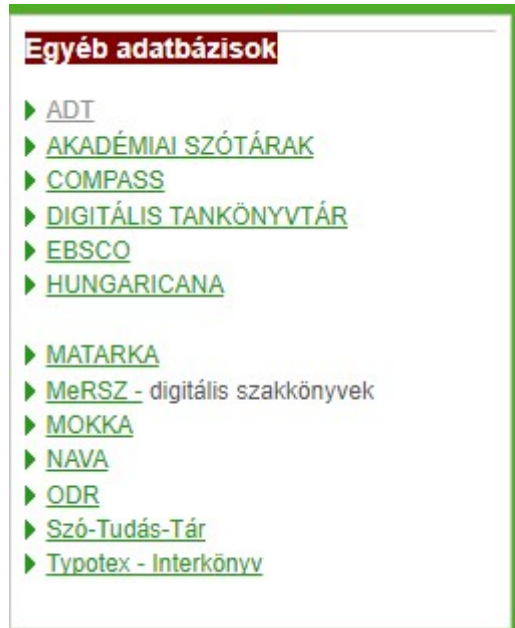 Egyéb adatbázisok
ADT
AKADÉMIAI SZÓTÁRAK
COMPASS
DIGITÁLIS TANKÖNYVTÁR
EBSCO
HUNGARICANA
MATARKA
MeRSZ - digitális szakkönyvek
MOKKA
NAVA
ODR
Szó-Tudás-Tár
Typotex - Interkönyv